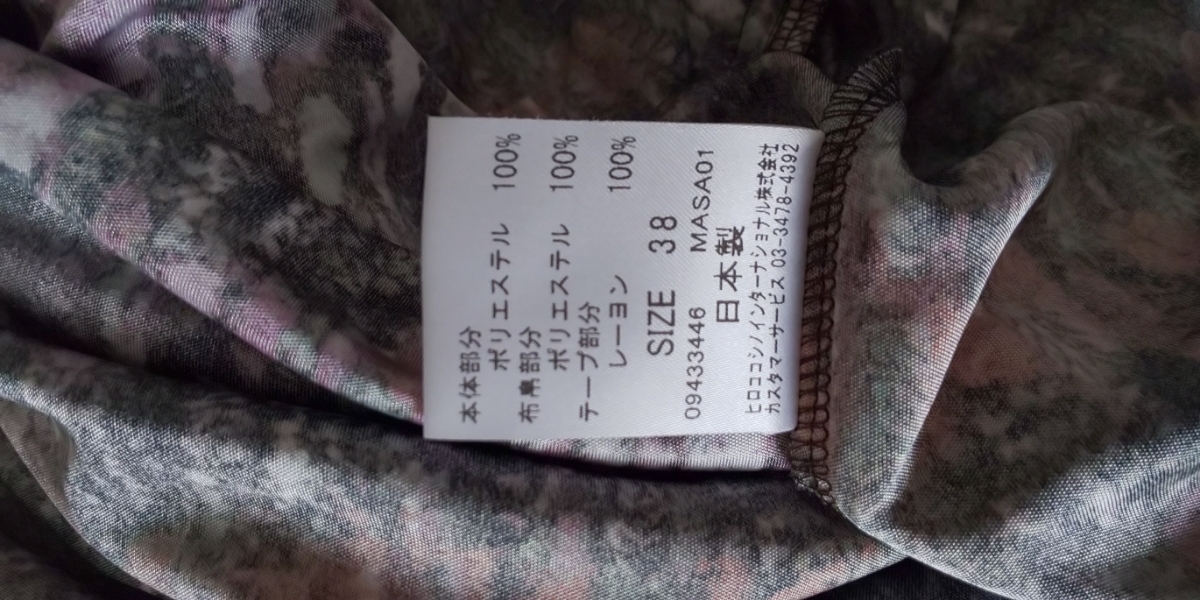 本体部分
ポリエステル 100%
布帛部分
ポリエステル 100%
テープ部分
レーヨン 100%
SIZE 38
09433446 MASA01
日本製
ヒロココシノインターナショナル株式会社
カスタマーサービス 03-3478-4392